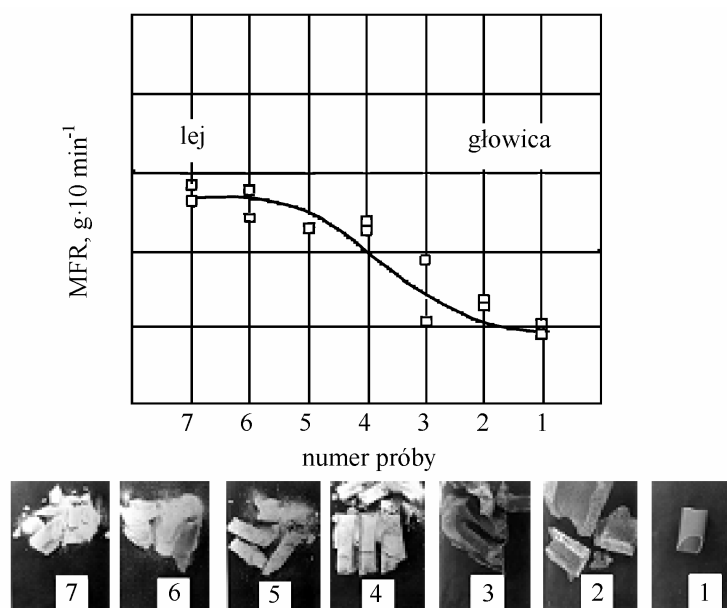 lej
głowica
MFR, g·10 min⁻¹
7 6 5 4 3 2 1
numer próby
7 6 5 4 3 2 1